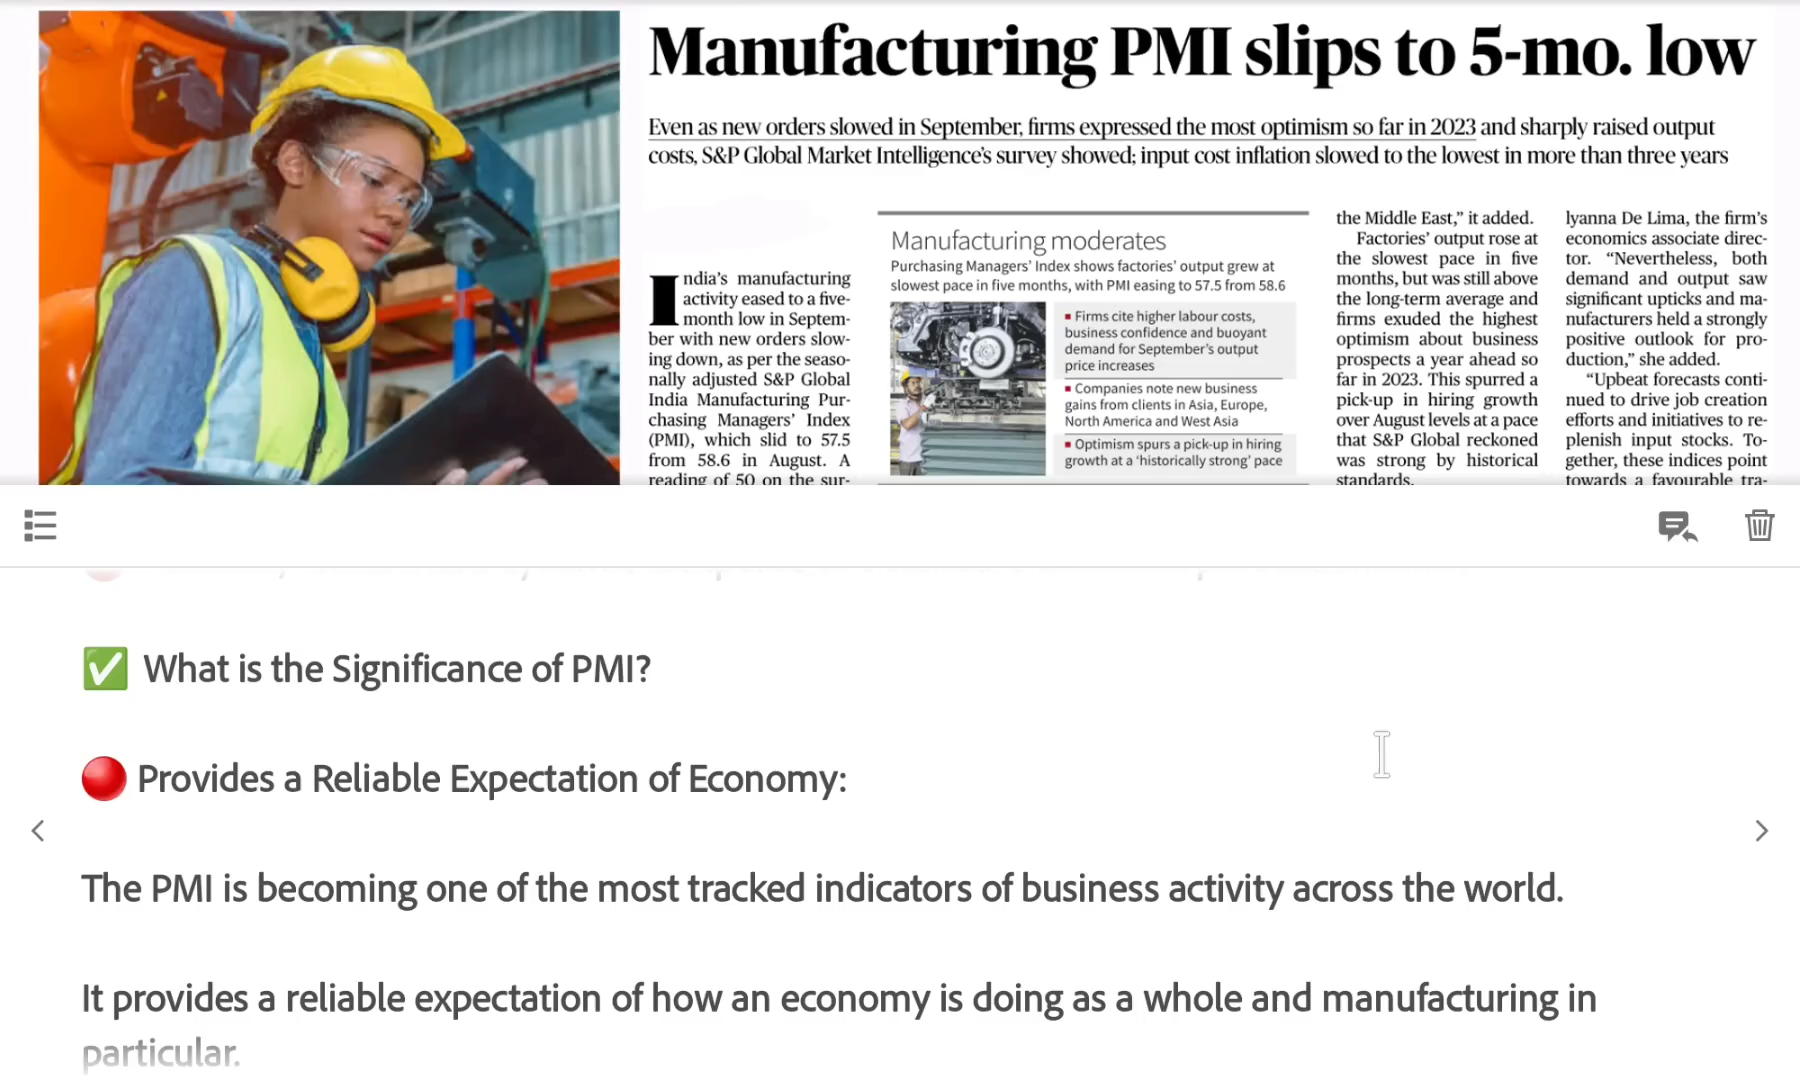 Manufacturing PMI slips to 5-mo. low
Even as new orders slowed in September, firms expressed the most optimism so far in 2023 and sharply raised output
costs, S&P Global Market Intelligence's survey showed; input cost inflation slowed to the lowest in more than three years
India's manufacturing
activity eased to a five-
month low in Septem-
ber with new orders slow-
ing down, as per the seaso-
nally adjusted S&P Global
India Manufacturing Pur-
chasing Managers' Index
(PMI), which slid to 57.5
from 58.6 in August. A
reading of 50 on the sur-
Manufacturing moderates
Purchasing Managers' Index shows factories' output grew at
slowest pace in five months, with PMI easing to 57.5 from 58.6
▪ Firms cite higher labour costs,
business confidence and buoyant
demand for September's output
price increases
▪ Companies note new business
gains from clients in Asia, Europe,
North America and West Asia
▪ Optimism spurs a pick-up in hiring
growth at a 'historically strong' pace
the Middle East," it added.
Factories' output rose at
the slowest pace in five
months, but was still above
the long-term average and
firms exuded the highest
optimism about business
prospects a year ahead so
far in 2023. This spurred a
pick-up in hiring growth
over August levels at a pace
that S&P Global reckoned
was strong by historical
standards.
lyanna De Lima, the firm's
economics associate direc-
tor. "Nevertheless, both
demand and output saw
significant upticks and ma-
nufacturers held a strongly
positive outlook for pro-
duction," she added.
"Upbeat forecasts conti-
nued to drive job creation
efforts and initiatives to re-
plenish input stocks. To-
gether, these indices point
towards a favourable tra-
✅ What is the Significance of PMI?
🔴 Provides a Reliable Expectation of Economy:
The PMI is becoming one of the most tracked indicators of business activity across the world.
It provides a reliable expectation of how an economy is doing as a whole and manufacturing in
particular.